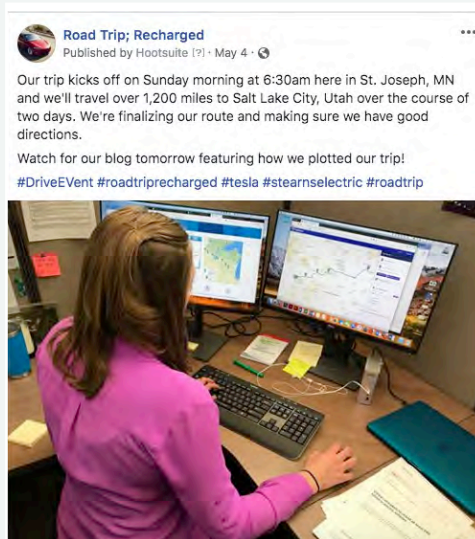 Road Trip; Recharged
Published by Hootsuite [?] · May 4 ·
Our trip kicks off on Sunday morning at 6:30am here in St. Joseph, MN
and we'll travel over 1,200 miles to Salt Lake City, Utah over the course of
two days. We're finalizing our route and making sure we have good
directions.
Watch for our blog tomorrow featuring how we plotted our trip!
#DriveEVent #roadtriprecharged #tesla #stearnselectric #roadtrip